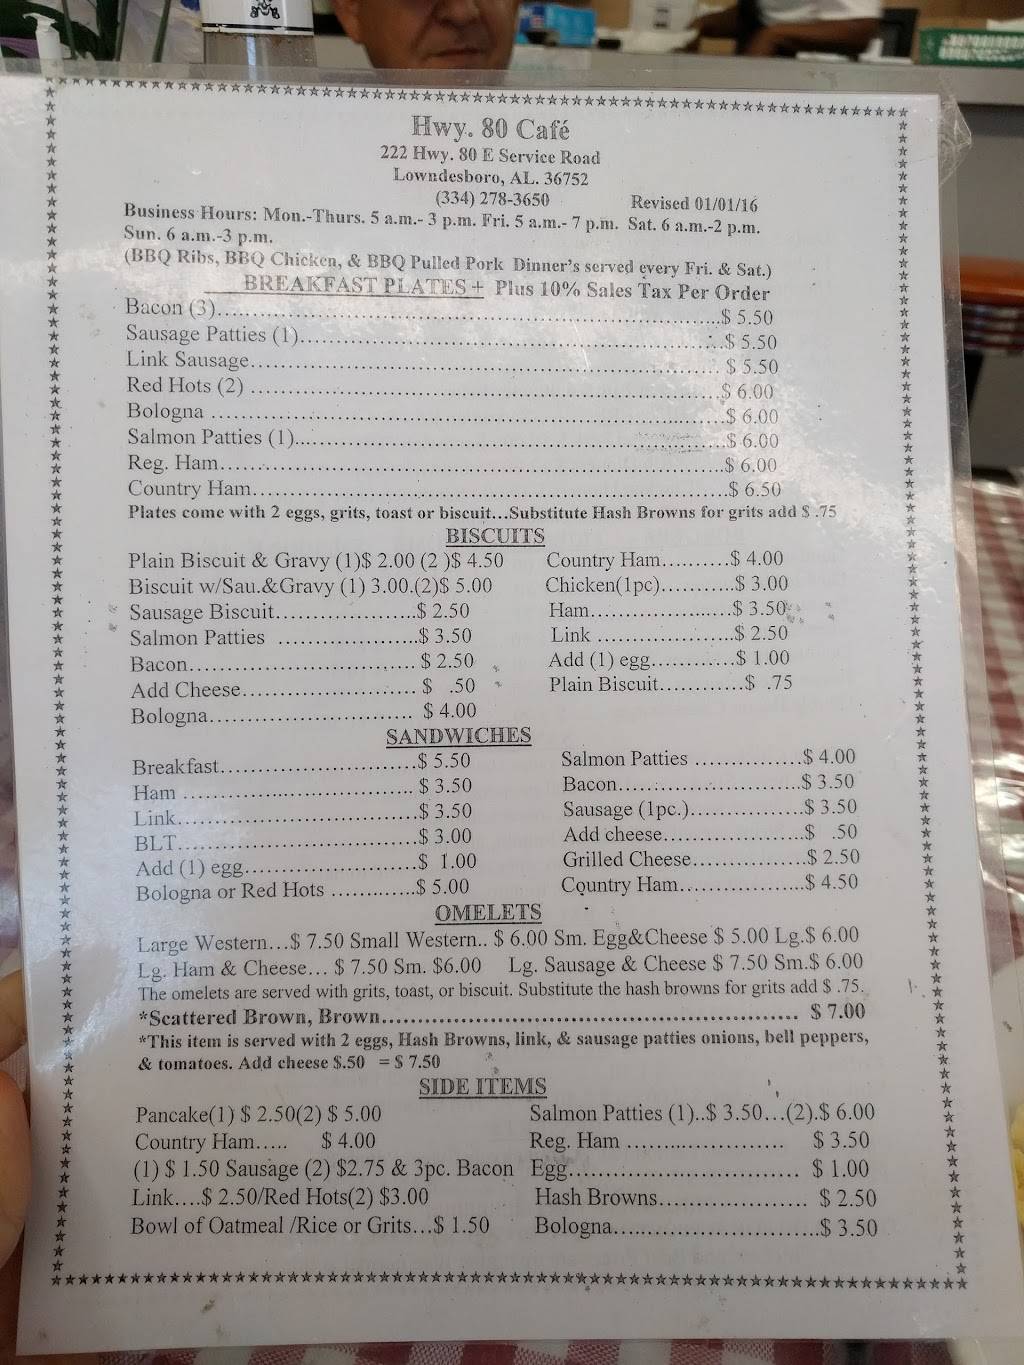 Hwy. 80 Café
222 Hwy. 80 E Service Road
Lowndesboro, AL. 36752
(334) 278-3650 Revised 01/01/16
Business Hours: Mon.-Thurs. 5 a.m.- 3 p.m. Fri. 5 a.m.- 7 p.m. Sat. 6 a.m.-2 p.m.
Sun. 6 a.m.-3 p.m.
(BBQ Ribs, BBQ Chicken, & BBQ Pulled Pork Dinner's served every Fri. & Sat.)
BREAKFAST PLATES + Plus 10% Sales Tax Per Order
Bacon (3)..........$ 5.50
Sausage Patties (1)..........$ 5.50
Link Sausage..........$ 5.50
Red Hots (2) ..........$ 6.00
Bologna ..........$ 6.00
Salmon Patties (1)..........$ 6.00
Reg. Ham..........$ 6.00
Country Ham..........$ 6.50
Plates come with 2 eggs, grits, toast or biscuit...Substitute Hash Browns for grits add $ .75
BISCUITS
Plain Biscuit & Gravy (1)$ 2.00 (2 )$ 4.50 Country Ham..........$ 4.00
Biscuit w/Sau.&Gravy (1) 3.00.(2)$ 5.00 Chicken(1pc)..........$ 3.00
Sausage Biscuit..........$ 2.50 Ham..........$ 3.50
Salmon Patties ..........$ 3.50 Link ..........$ 2.50
Bacon..........$ 2.50 Add (1) egg..........$ 1.00
Add Cheese..........$ .50 Plain Biscuit..........$ .75
Bologna..........$ 4.00
SANDWICHES
Breakfast..........$ 5.50 Salmon Patties ..........$ 4.00
Ham ..........$ 3.50 Bacon..........$ 3.50
Link..........$ 3.50 Sausage (1pc.)..........$ 3.50
BLT..........$ 3.00 Add cheese..........$ .50
Add (1) egg..........$ 1.00 Grilled Cheese..........$ 2.50
Bologna or Red Hots ..........$ 5.00 Country Ham..........$ 4.50
OMELETS
Large Western...$ 7.50 Small Western.. $ 6.00 Sm. Egg&Cheese $ 5.00 Lg.$ 6.00
Lg. Ham & Cheese... $ 7.50 Sm. $6.00 Lg. Sausage & Cheese $ 7.50 Sm.$ 6.00
The omelets are served with grits, toast, or biscuit. Substitute the hash browns for grits add $ .75.
*Scattered Brown, Brown.......... $ 7.00
*This item is served with 2 eggs, Hash Browns, link, & sausage patties onions, bell peppers,
& tomatoes. Add cheese $.50 = $ 7.50
SIDE ITEMS
Pancake(1) $ 2.50(2) $ 5.00 Salmon Patties (1)..$ 3.50...(2).$ 6.00
Country Ham..... $ 4.00 Reg. Ham .......... $ 3.50
(1) $ 1.50 Sausage (2) $2.75 & 3pc. Bacon Egg.......... $ 1.00
Link....$ 2.50/Red Hots(2) $3.00 Hash Browns.......... $ 2.50
Bowl of Oatmeal /Rice or Grits...$ 1.50 Bologna..........$ 3.50